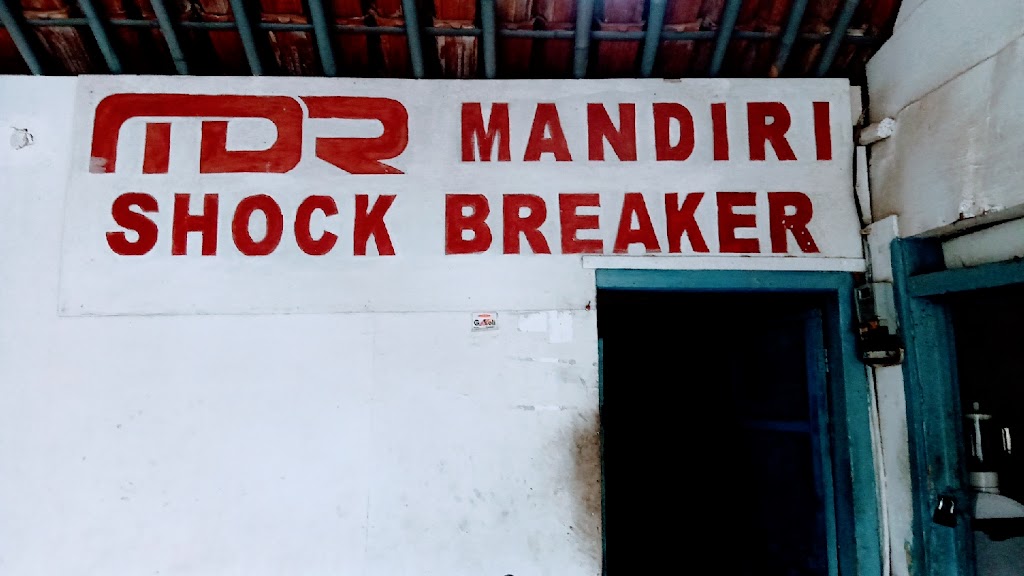 MDR MANDIRI
SHOCK BREAKER